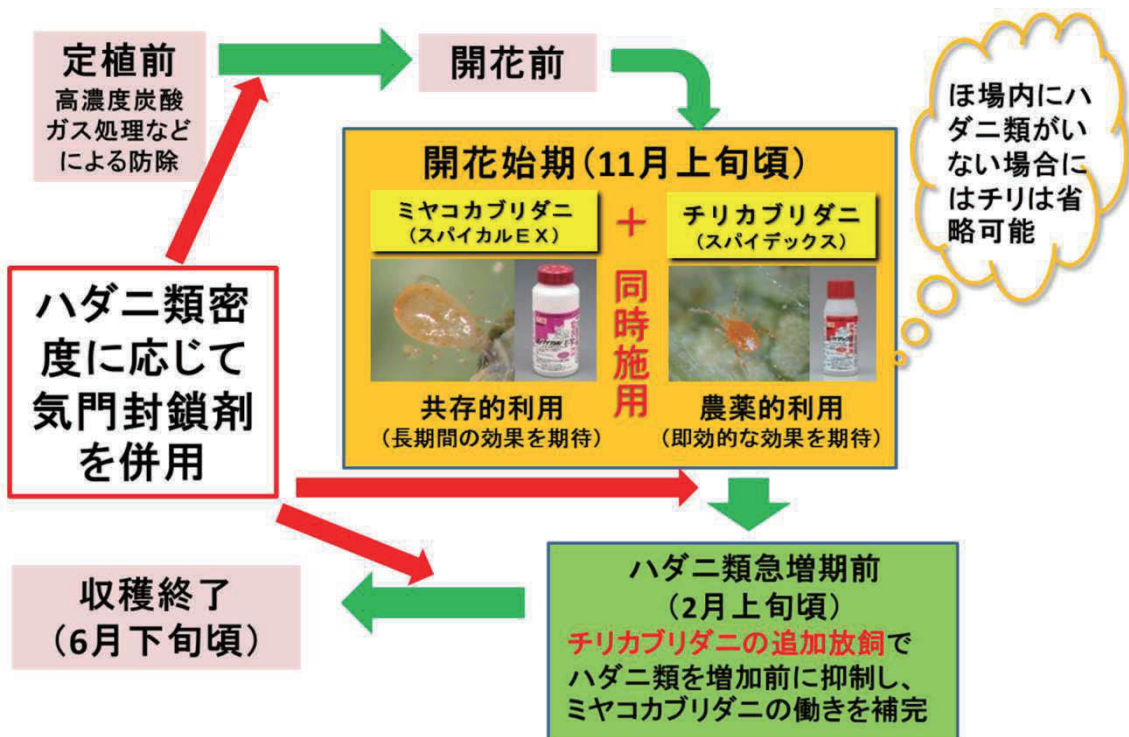 定植前
高濃度炭酸
ガス処理など
による防除
開花前
ほ場内にハ
ダニ類がい
ない場合に
はチリは省
略可能
開花始期(11月上旬頃)
ミヤコカブリダニ
(スパイカルEX)
+
同時施用
チリカブリダニ
(スパイデックス)
共存的利用
(長期間の効果を期待)
農薬的利用
(即効的な効果を期待)
ハダニ類密
度に応じて
気門封鎖剤
を併用
ハダニ類急増期前
(2月上旬頃)
チリカブリダニの追加放飼で
ハダニ類を増加前に抑制し、
ミヤコカブリダニの働きを補完
収穫終了
(6月下旬頃)